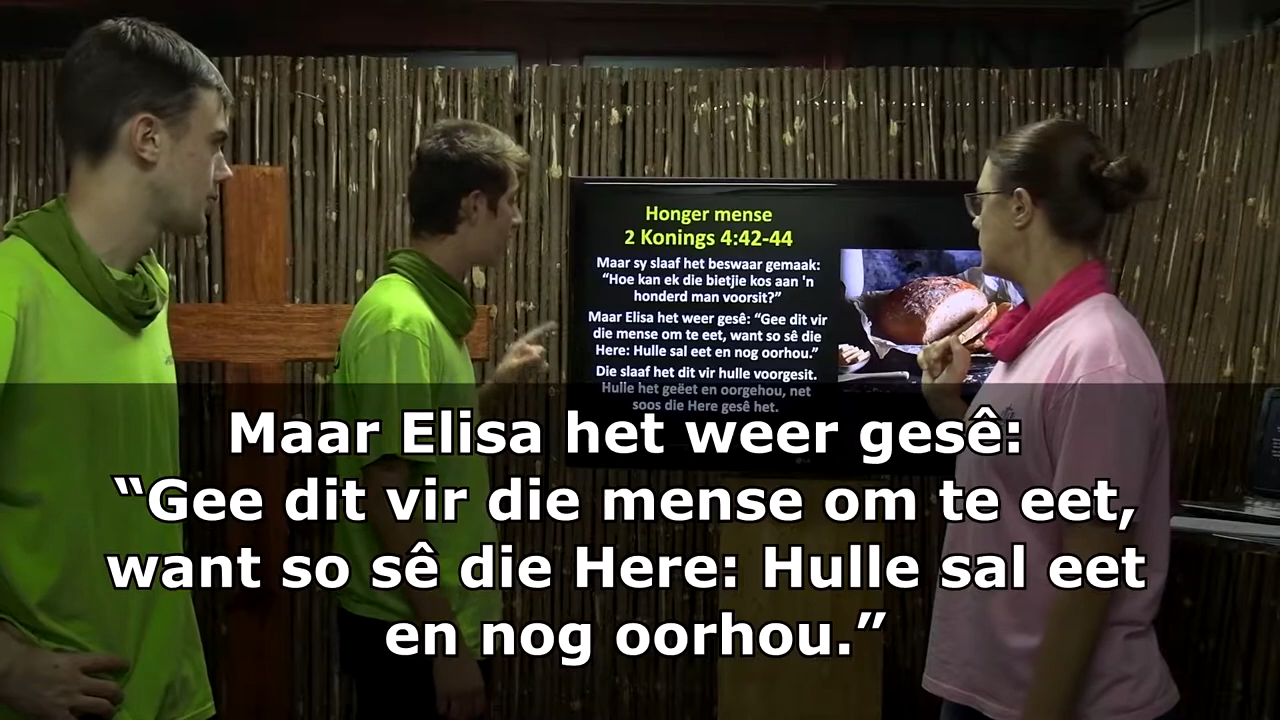 Honger mense
2 Konings 4:42-44
Maar sy slaaf het beswaar gemaak:
“Hoe kan ek die bietjie kos aan 'n
honderd man voorsit?”
Maar Elisa het weer gesê: “Gee dit vir
die mense om te eet, want so sê die
Here: Hulle sal eet en nog oorhou.”
Die slaaf het dit vir hulle voorgesit.
Hulle het geëet en oorgehou, net
soos die Here gesê het.
LG
Maar Elisa het weer gesê:
“Gee dit vir die mense om te eet,
want so sê die Here: Hulle sal eet
en nog oorhou.”